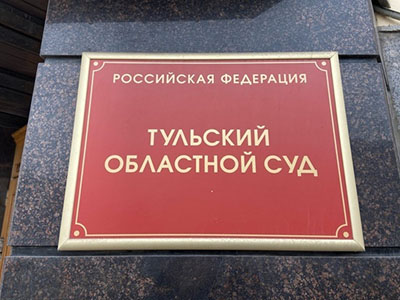 РОССИЙСКАЯ ФЕДЕРАЦИЯ
ТУЛЬСКИЙ
ОБЛАСТНОЙ СУД